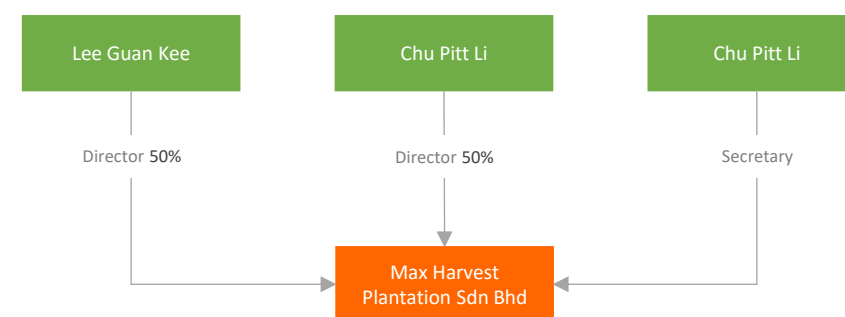 Lee Guan Kee
Chu Pitt Li
Chu Pitt Li
Director 50%
Director 50%
Secretary
Max Harvest
Plantation Sdn Bhd